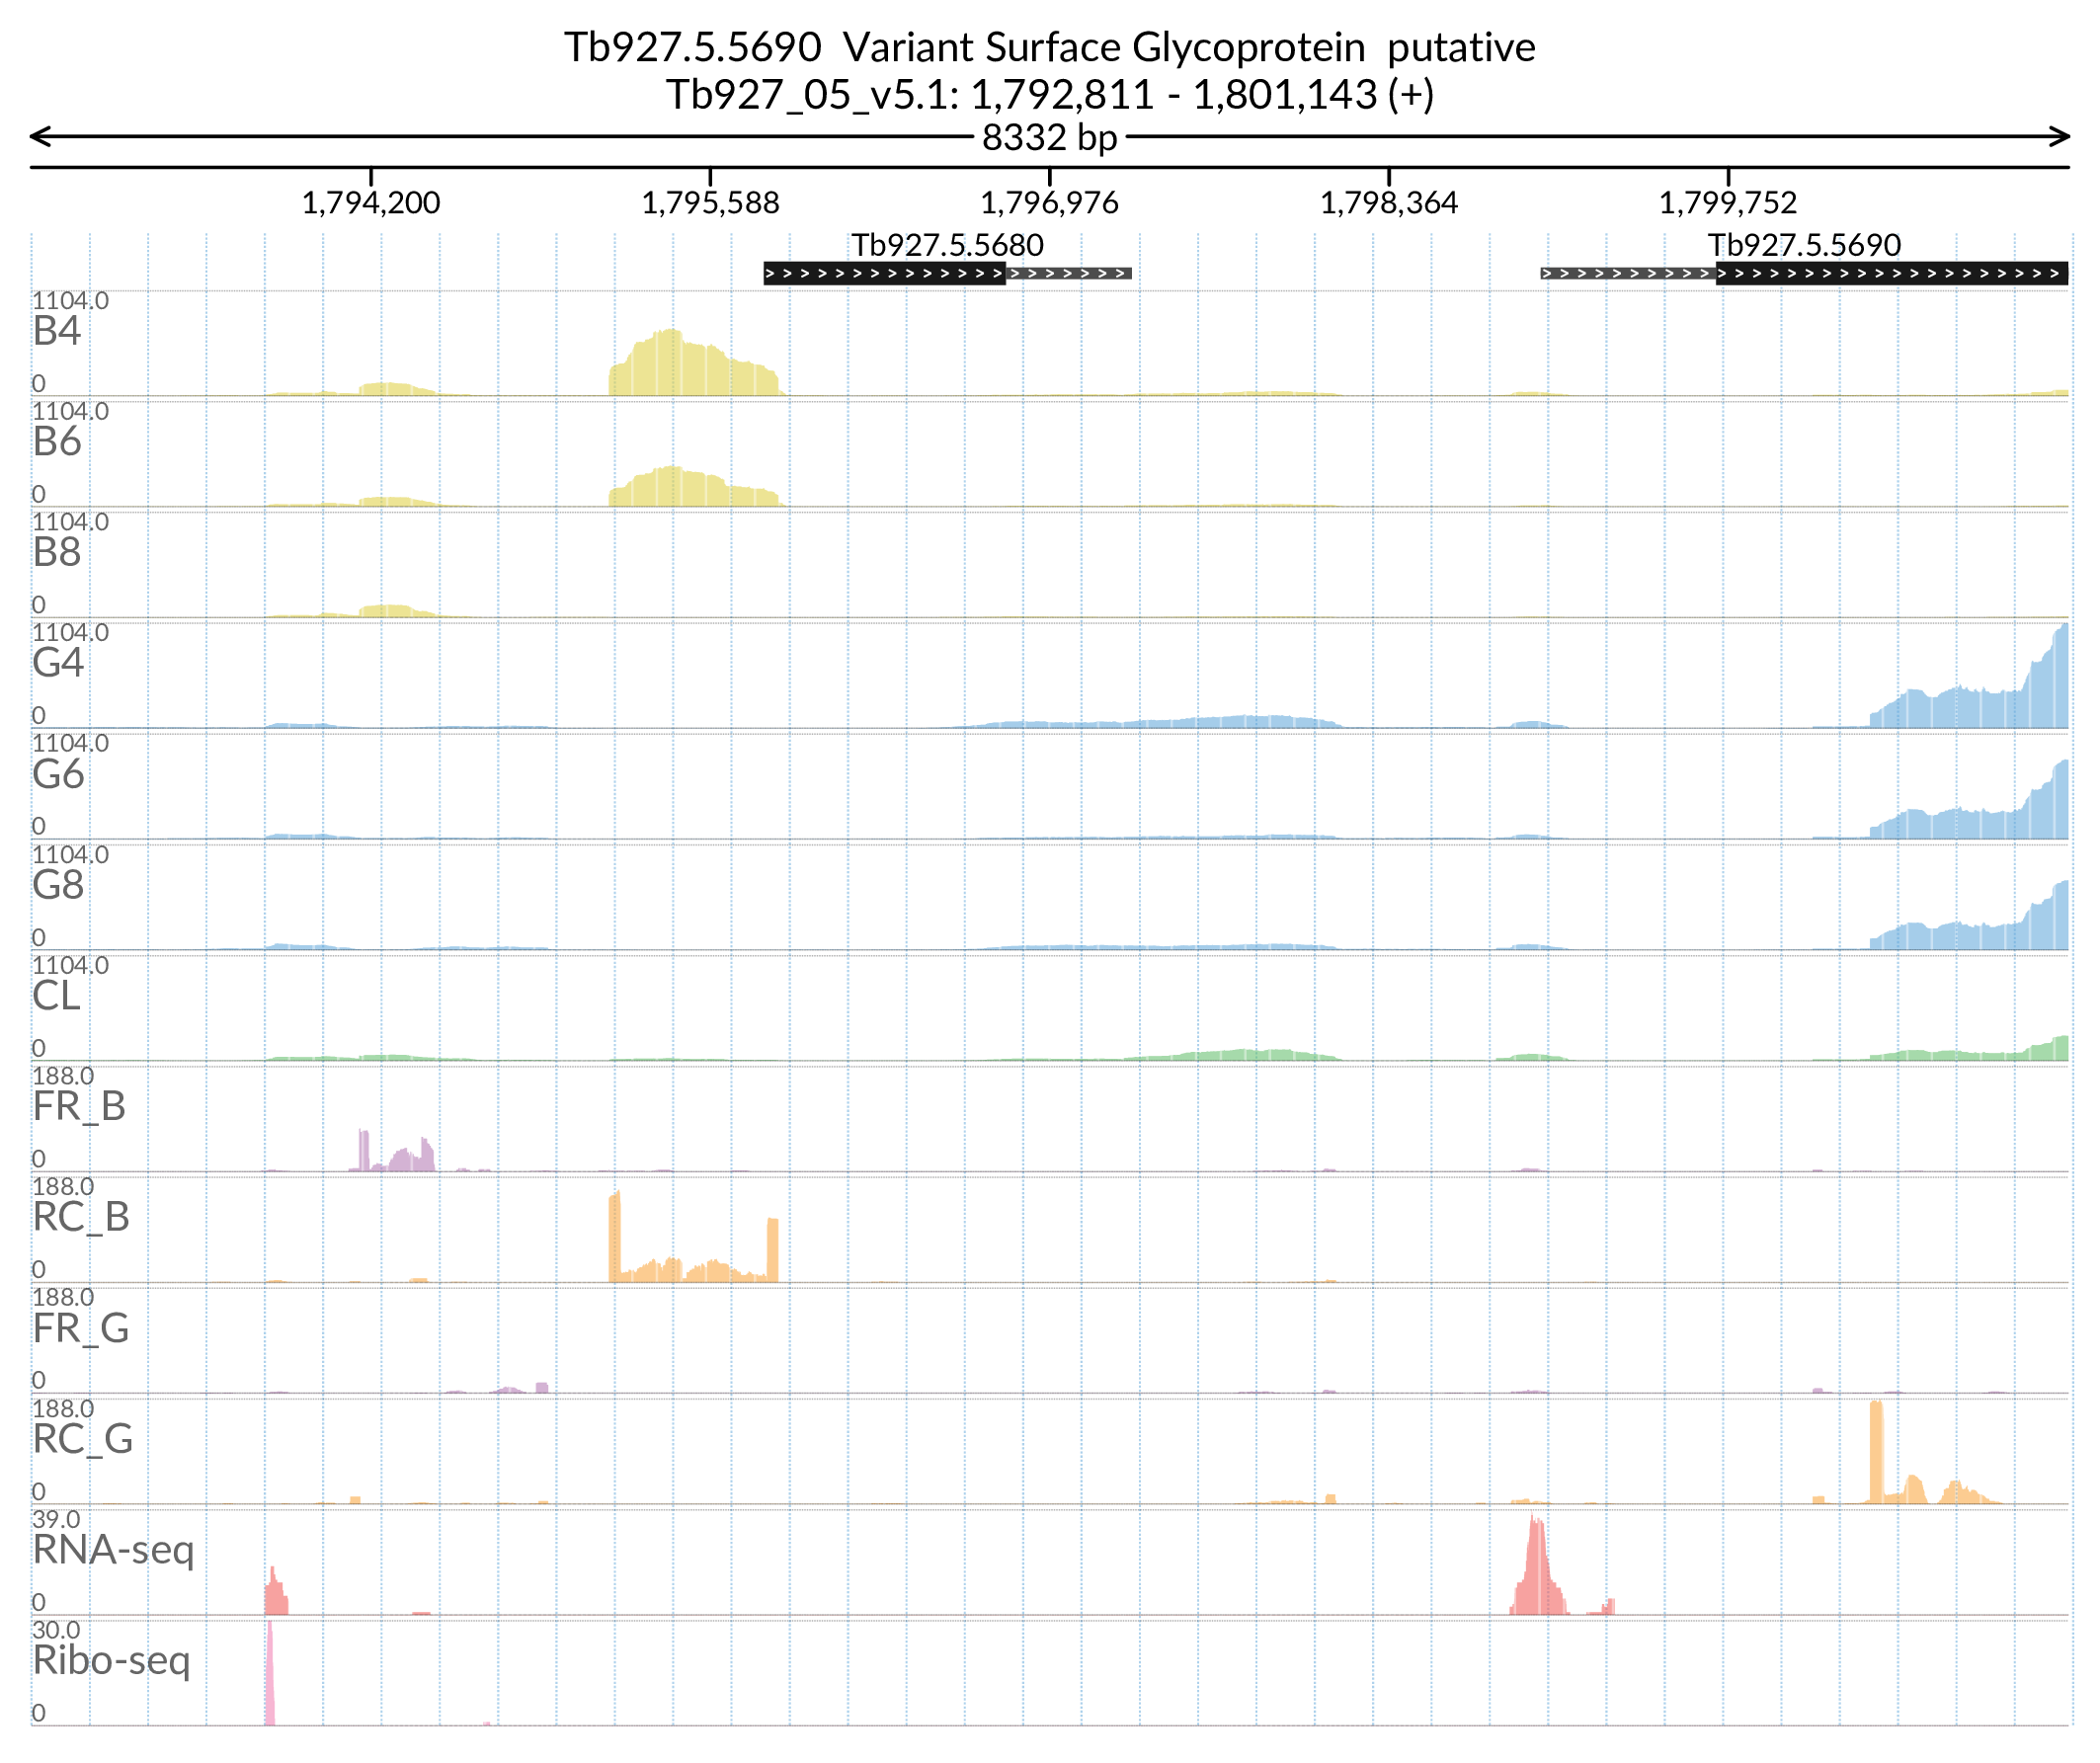 Tb927.5.5690  Variant Surface Glycoprotein  putative
Tb927_05_v5.1: 1,792,811 - 1,801,143 (+)
8332 bp
1,794,200 1,795,588 1,796,976 1,798,364 1,799,752
Tb927.5.5680 Tb927.5.5690
1104.0
B4
0
1104.0
B6
0
1104.0
B8
0
1104.0
G4
0
1104.0
G6
0
1104.0
G8
0
1104.0
CL
0
188.0
FR_B
0
188.0
RC_B
0
188.0
FR_G
0
188.0
RC_G
0
39.0
RNA-seq
0
30.0
Ribo-seq
0